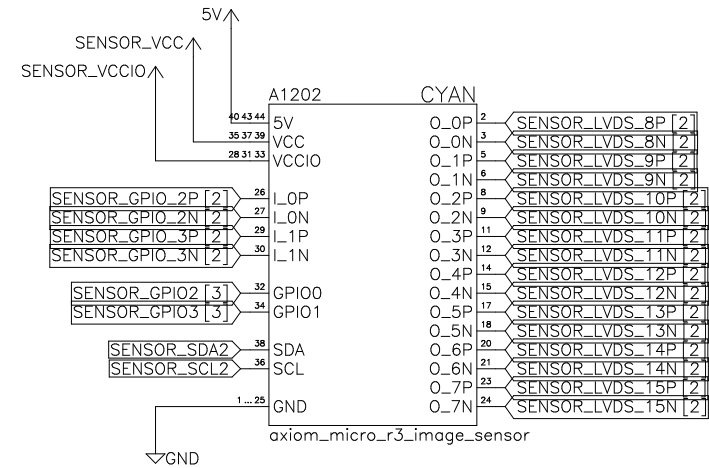 5V
SENSOR_VCC
SENSOR_VCCIO
A1202 CYAN
40 43 44 5V O_0P 2 SENSOR_LVDS_8P [2]
35 37 39 VCC O_0N 3 SENSOR_LVDS_8N [2]
28 31 33 VCCIO O_1P 5 SENSOR_LVDS_9P [2]
O_1N 6 SENSOR_LVDS_9N [2]
SENSOR_GPIO_2P [2] 26 I_0P O_2P 8 SENSOR_LVDS_10P [2]
SENSOR_GPIO_2N [2] 27 I_0N O_2N 9 SENSOR_LVDS_10N [2]
SENSOR_GPIO_3P [2] 29 I_1P O_3P 11 SENSOR_LVDS_11P [2]
SENSOR_GPIO_3N [2] 30 I_1N O_3N 12 SENSOR_LVDS_11N [2]
O_4P 14 SENSOR_LVDS_12P [2]
SENSOR_GPIO2 [3] 32 GPIO0 O_4N 15 SENSOR_LVDS_12N [2]
SENSOR_GPIO3 [3] 34 GPIO1 O_5P 17 SENSOR_LVDS_13P [2]
O_5N 18 SENSOR_LVDS_13N [2]
SENSOR_SDA2 38 SDA O_6P 20 SENSOR_LVDS_14P [2]
SENSOR_SCL2 36 SCL O_6N 21 SENSOR_LVDS_14N [2]
O_7P 23 SENSOR_LVDS_15P [2]
1 ... 25 GND O_7N 24 SENSOR_LVDS_15N [2]
axiom_micro_r3_image_sensor
GND